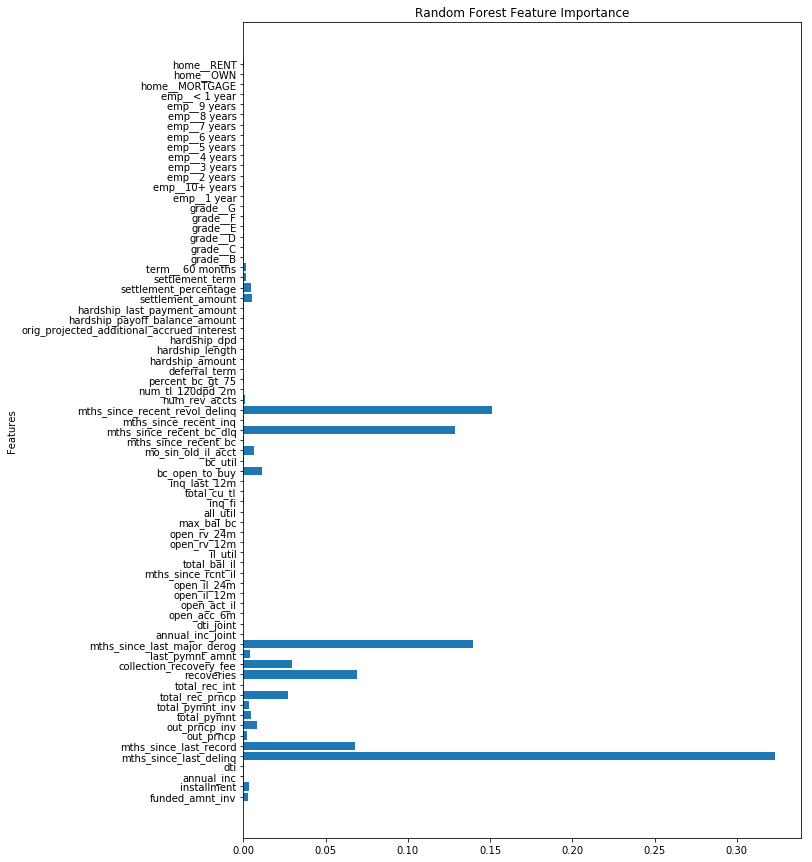 Random Forest Feature Importance
home__RENT
home__OWN
home__MORTGAGE
emp__< 1 year
emp__9 years
emp__8 years
emp__7 years
emp__6 years
emp__5 years
emp__4 years
emp__3 years
emp__2 years
emp__10+ years
emp__1 year
grade__G
grade__F
grade__E
grade__D
grade__C
grade__B
term__ 60 months
settlement_term
settlement_percentage
settlement_amount
hardship_last_payment_amount
hardship_payoff_balance_amount
orig_projected_additional_accrued_interest
hardship_dpd
hardship_length
hardship_amount
deferral_term
percent_bc_gt_75
num_tl_120dpd_2m
num_rev_accts
mths_since_recent_revol_delinq
mths_since_recent_inq
mths_since_recent_bc_dlq
mths_since_recent_bc
mo_sin_old_il_acct
bc_util
bc_open_to_buy
inq_last_12m
total_cu_tl
inq_fi
all_util
max_bal_bc
open_rv_24m
open_rv_12m
il_util
total_bal_il
mths_since_rcnt_il
open_il_24m
open_il_12m
open_act_il
open_acc_6m
dti_joint
annual_inc_joint
mths_since_last_major_derog
last_pymnt_amnt
collection_recovery_fee
recoveries
total_rec_int
total_rec_prncp
total_pymnt_inv
total_pymnt
out_prncp_inv
out_prncp
mths_since_last_record
mths_since_last_delinq
dti
annual_inc
installment
funded_amnt_inv
Features
0.00 0.05 0.10 0.15 0.20 0.25 0.30